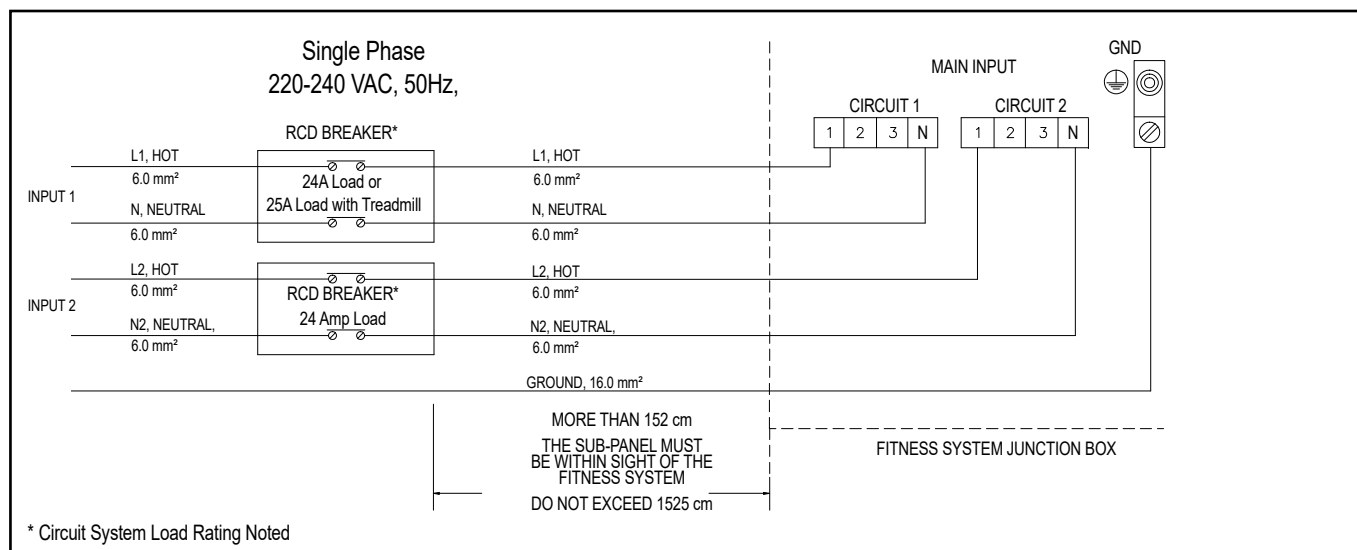 Single Phase
220-240 VAC, 50Hz,
MAIN INPUT
GND
CIRCUIT 1
1 2 3 N
CIRCUIT 2
1 2 3 N
INPUT 1
L1, HOT
6.0 mm²
N, NEUTRAL
6.0 mm²
RCD BREAKER*
24A Load or
25A Load with Treadmill
L1, HOT
6.0 mm²
N, NEUTRAL
6.0 mm²
INPUT 2
L2, HOT
6.0 mm²
N2, NEUTRAL,
6.0 mm²
RCD BREAKER*
24 Amp Load
L2, HOT
6.0 mm²
N2, NEUTRAL,
6.0 mm²
GROUND, 16.0 mm²
MORE THAN 152 cm
THE SUB-PANEL MUST
BE WITHIN SIGHT OF THE
FITNESS SYSTEM
DO NOT EXCEED 1525 cm
FITNESS SYSTEM JUNCTION BOX
* Circuit System Load Rating Noted